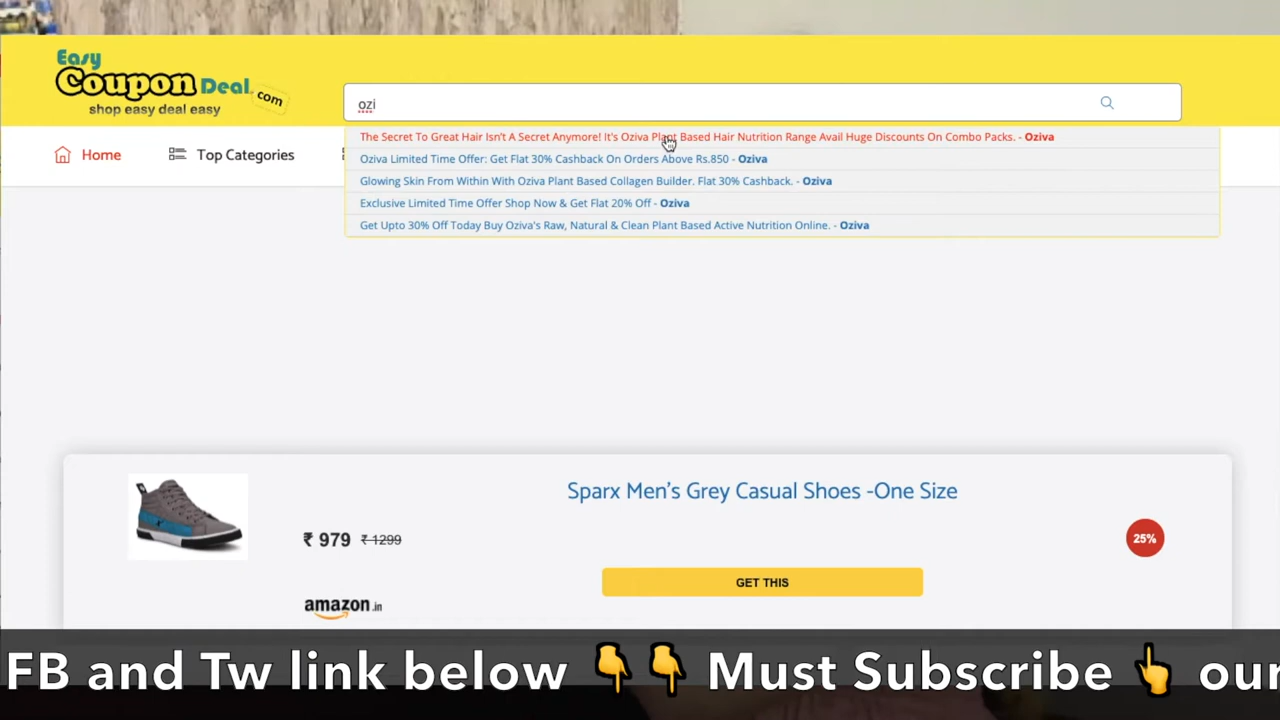 Easy
Coupon Deal .com
shop easy deal easy
ozi
Home
Top Categories
The Secret To Great Hair Isn't A Secret Anymore! It's Oziva Plant Based Hair Nutrition Range Avail Huge Discounts On Combo Packs. - Oziva
Oziva Limited Time Offer: Get Flat 30% Cashback On Orders Above Rs.850 - Oziva
Glowing Skin From Within With Oziva Plant Based Collagen Builder. Flat 30% Cashback. - Oziva
Exclusive Limited Time Offer Shop Now & Get Flat 20% Off - Oziva
Get Upto 30% Off Today Buy Oziva's Raw, Natural & Clean Plant Based Active Nutrition Online. - Oziva
Sparx Men's Grey Casual Shoes -One Size
₹ 979 ₹ 1299
25%
GET THIS
amazon.in
FB and Tw link below 👇👇 Must Subscribe 👆 our